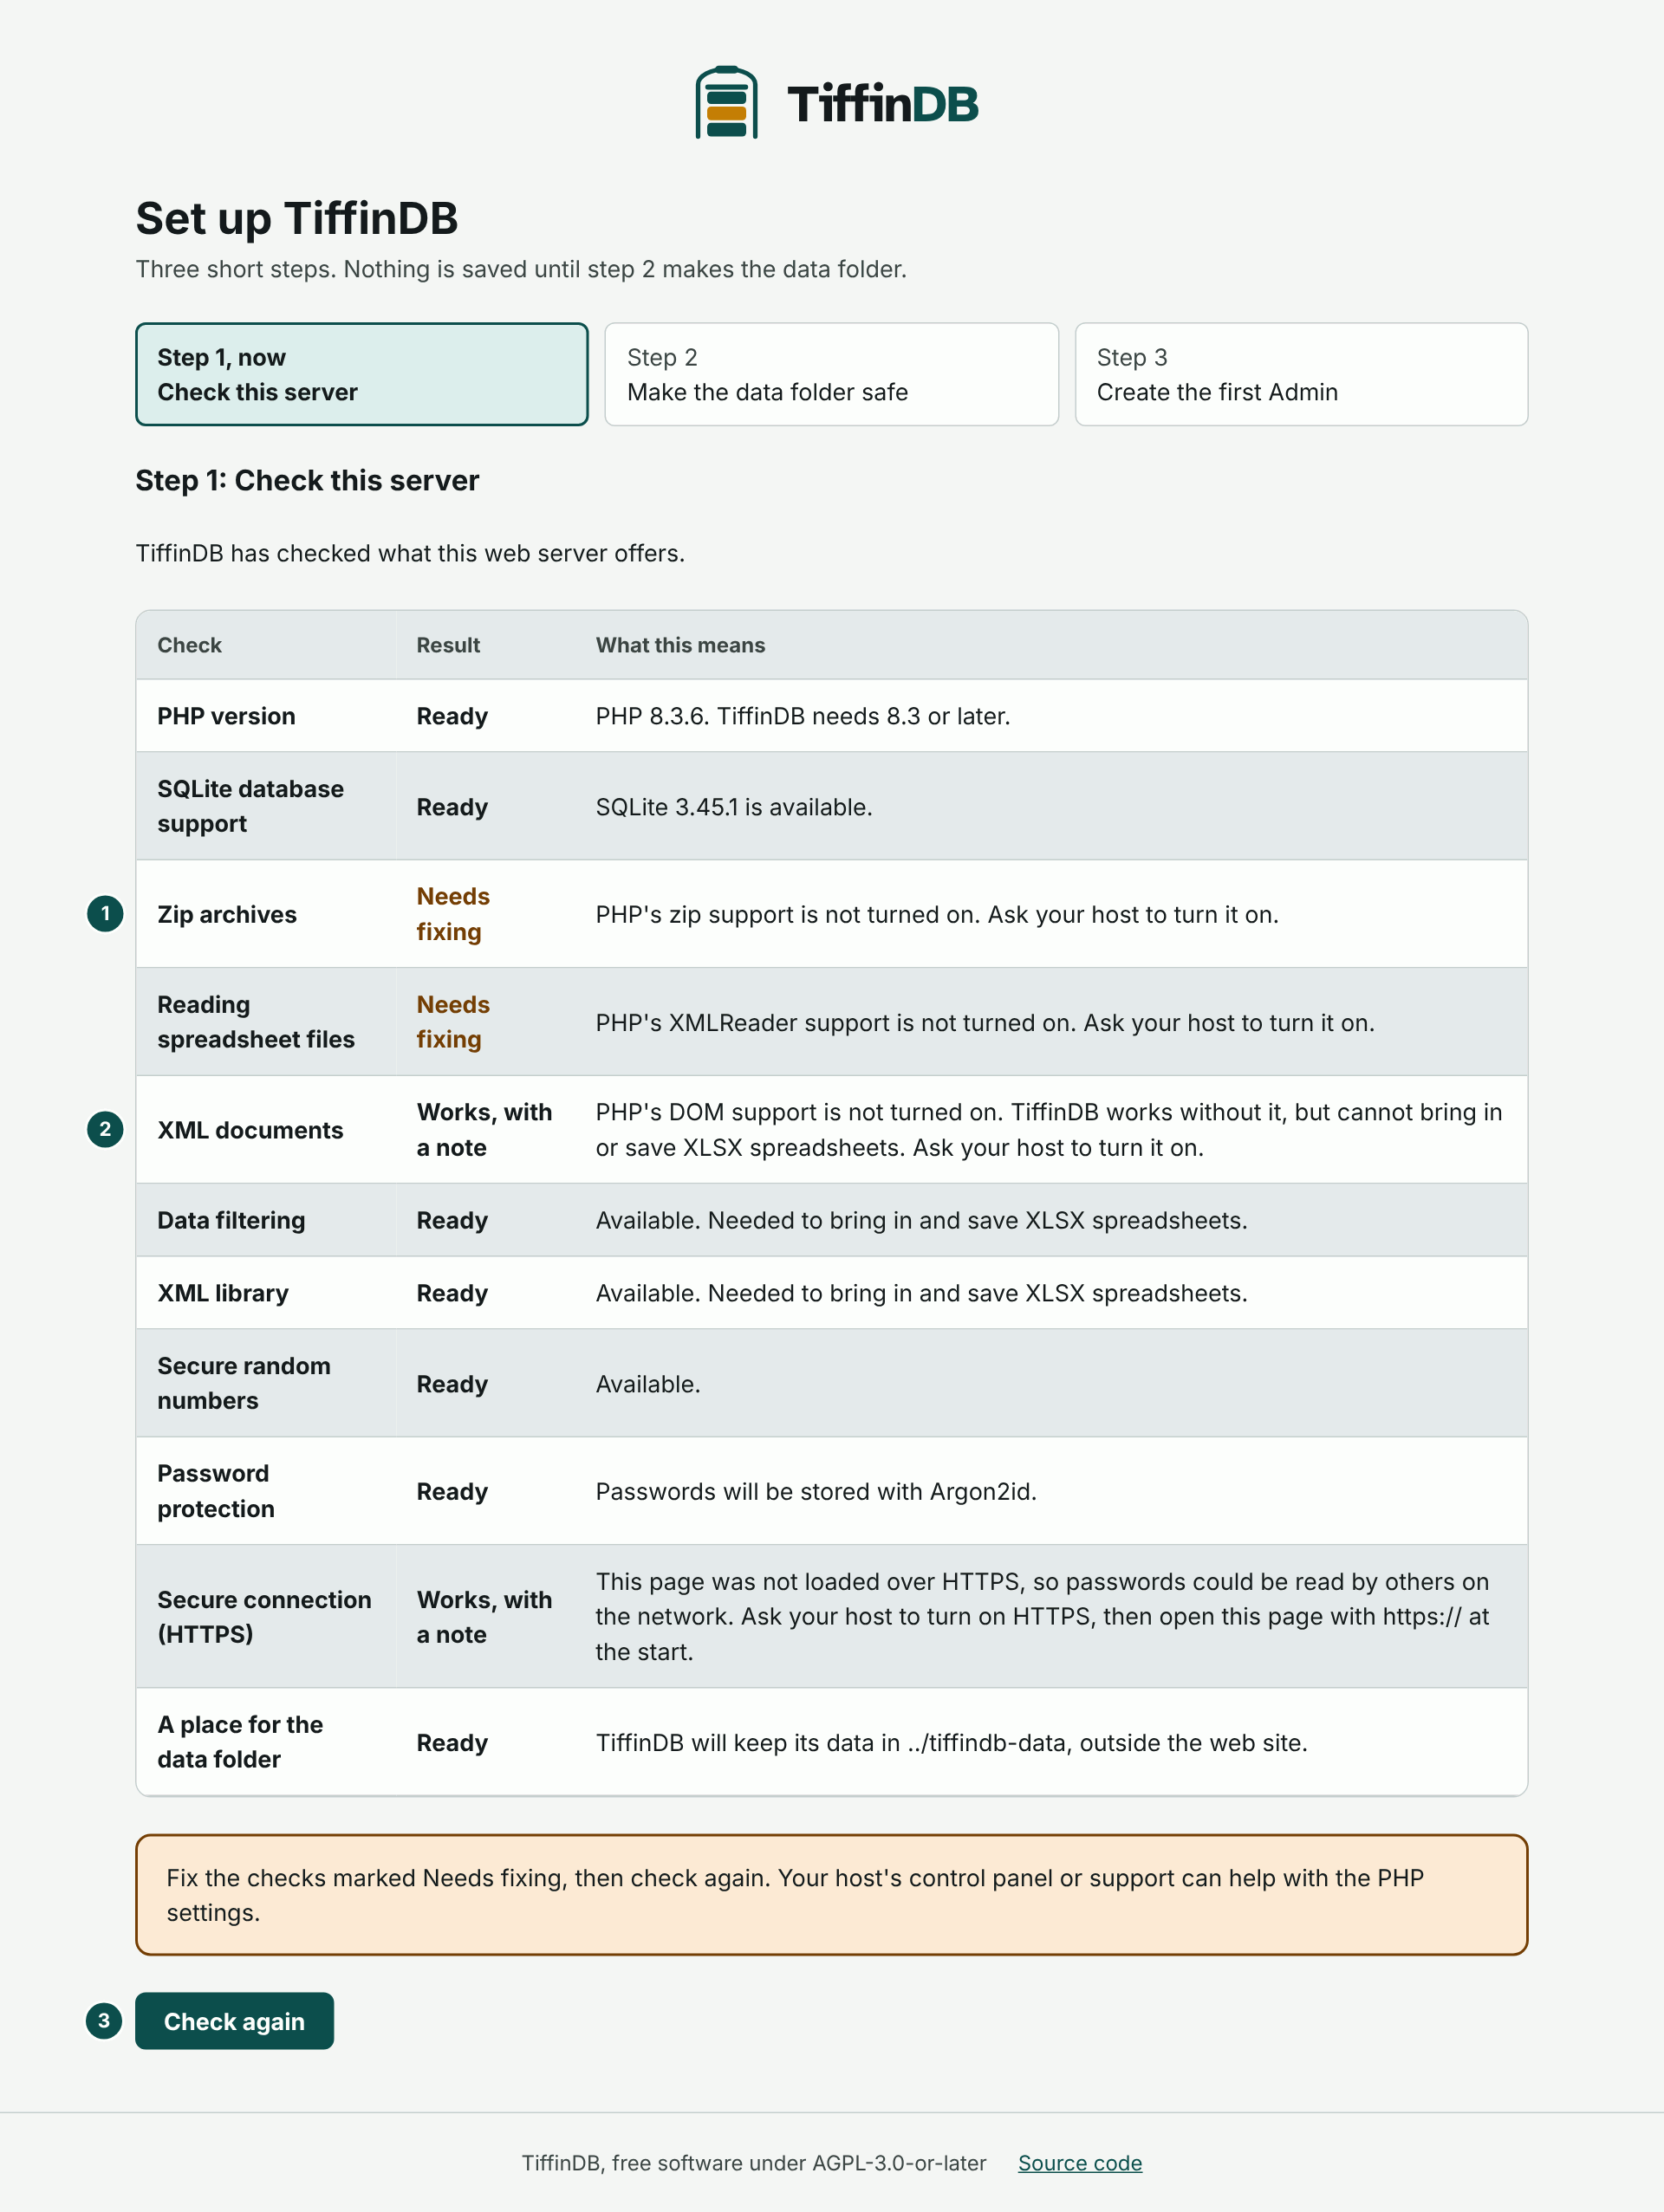 TiffinDB
Set up TiffinDB
Three short steps. Nothing is saved until step 2 makes the data folder.
Step 1, now
Check this server
Step 2
Make the data folder safe
Step 3
Create the first Admin
Step 1: Check this server
TiffinDB has checked what this web server offers.
Check Result What this means
PHP version Ready PHP 8.3.6. TiffinDB needs 8.3 or later.
SQLite database
support
Ready
SQLite 3.45.1 is available.
1
Zip archives
Needs
fixing
PHP's zip support is not turned on. Ask your host to turn it on.
Reading
spreadsheet files
Needs
fixing
PHP's XMLReader support is not turned on. Ask your host to turn it on.
2
XML documents
Works, with
a note
PHP's DOM support is not turned on. TiffinDB works without it, but cannot bring in
or save XLSX spreadsheets. Ask your host to turn it on.
Data filtering Ready Available. Needed to bring in and save XLSX spreadsheets.
XML library Ready Available. Needed to bring in and save XLSX spreadsheets.
Secure random
numbers
Ready
Available.
Password
protection
Ready
Passwords will be stored with Argon2id.
Secure connection
(HTTPS)
Works, with
a note
This page was not loaded over HTTPS, so passwords could be read by others on
the network. Ask your host to turn on HTTPS, then open this page with https:// at
the start.
A place for the
data folder
Ready
TiffinDB will keep its data in ../tiffindb-data, outside the web site.
Fix the checks marked Needs fixing, then check again. Your host's control panel or support can help with the PHP
settings.
3
Check again
TiffinDB, free software under AGPL-3.0-or-later Source code